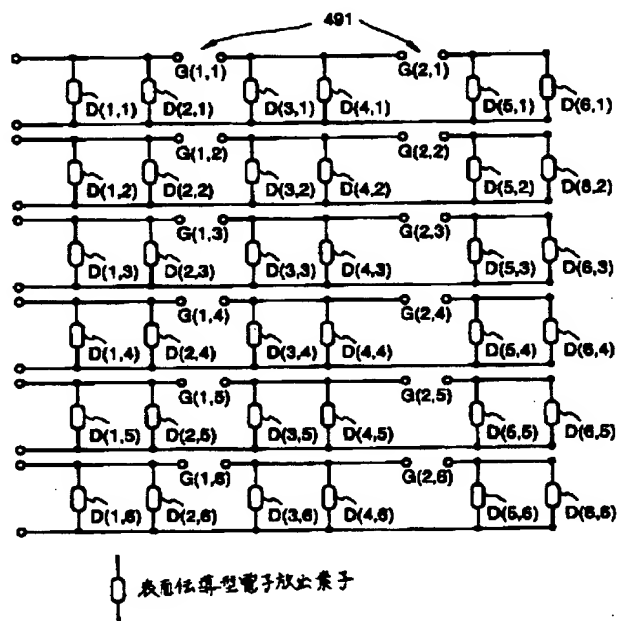 491
G(1,1) G(2,1)
D(1,1) D(2,1) D(3,1) D(4,1) D(5,1) D(6,1)
G(1,2) G(2,2)
D(1,2) D(2,2) D(3,2) D(4,2) D(5,2) D(6,2)
G(1,3) G(2,3)
D(1,3) D(2,3) D(3,3) D(4,3) D(5,3) D(6,3)
G(1,4) G(2,4)
D(1,4) D(2,4) D(3,4) D(4,4) D(5,4) D(6,4)
G(1,5) G(2,5)
D(1,5) D(2,5) D(3,5) D(4,5) D(5,5) D(6,5)
G(1,6) G(2,6)
D(1,6) D(2,6) D(3,6) D(4,6) D(5,6) D(6,6)
表面伝導型電子放出素子